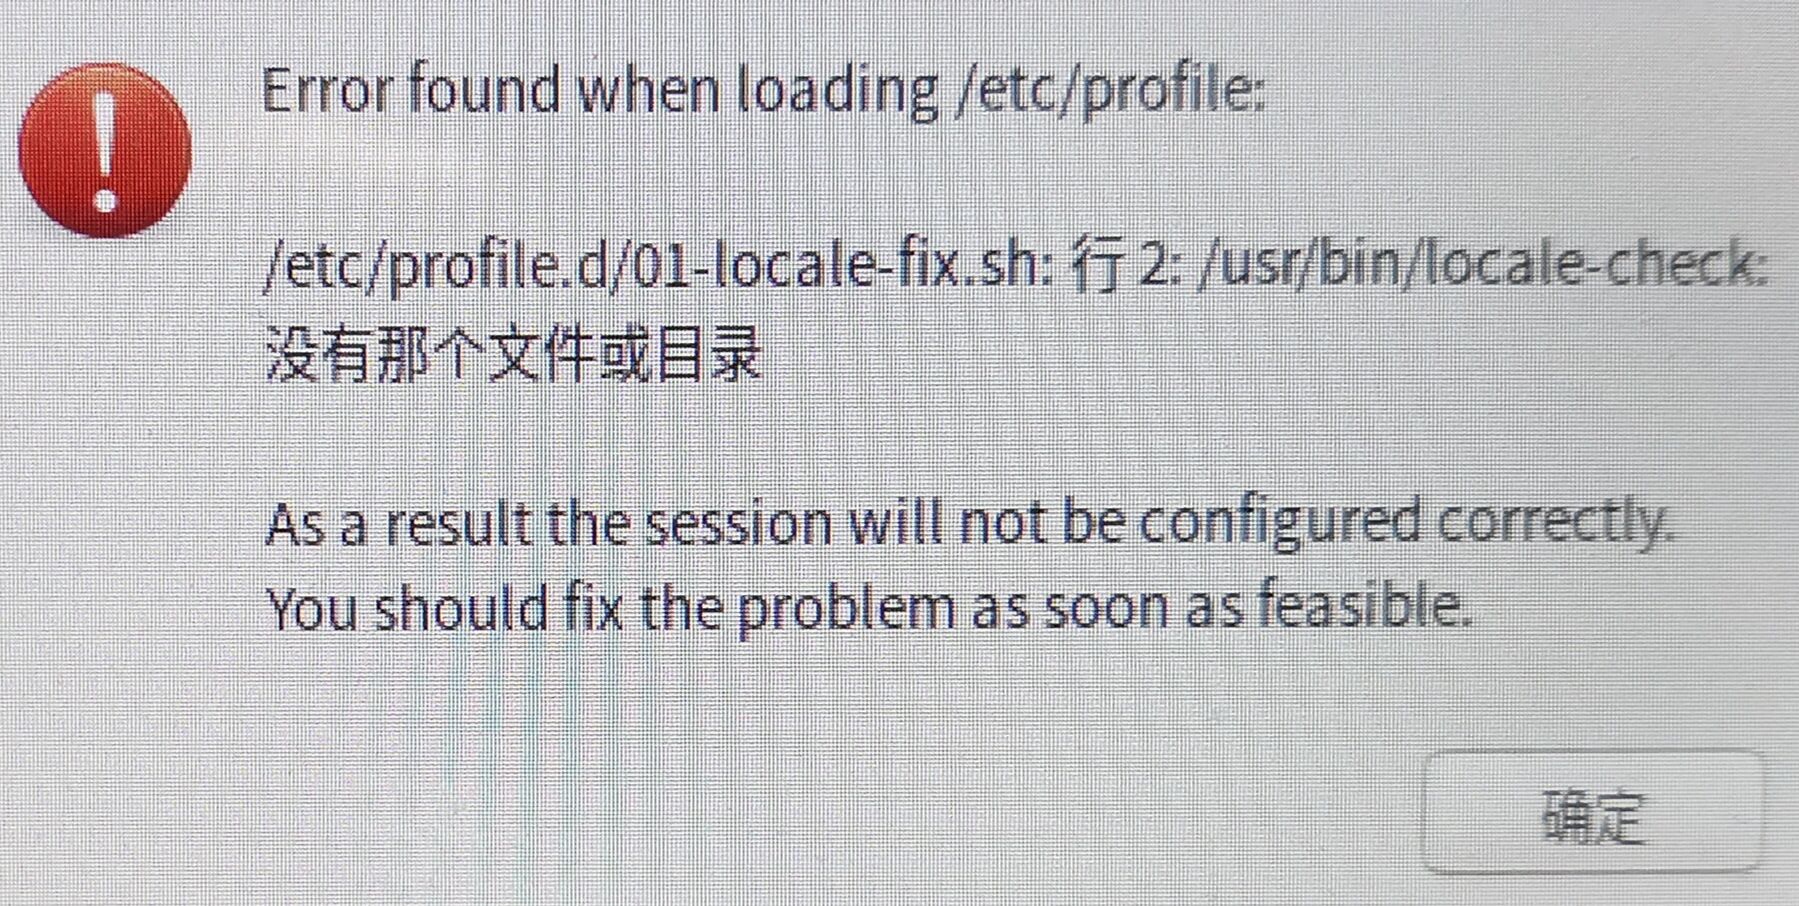 Error found when loading /etc/profile:
/etc/profile.d/01-locale-fix.sh: 行 2: /usr/bin/locale-check:
没有那个文件或目录
As a result the session will not be configured correctly.
You should fix the problem as soon as feasible.
确定